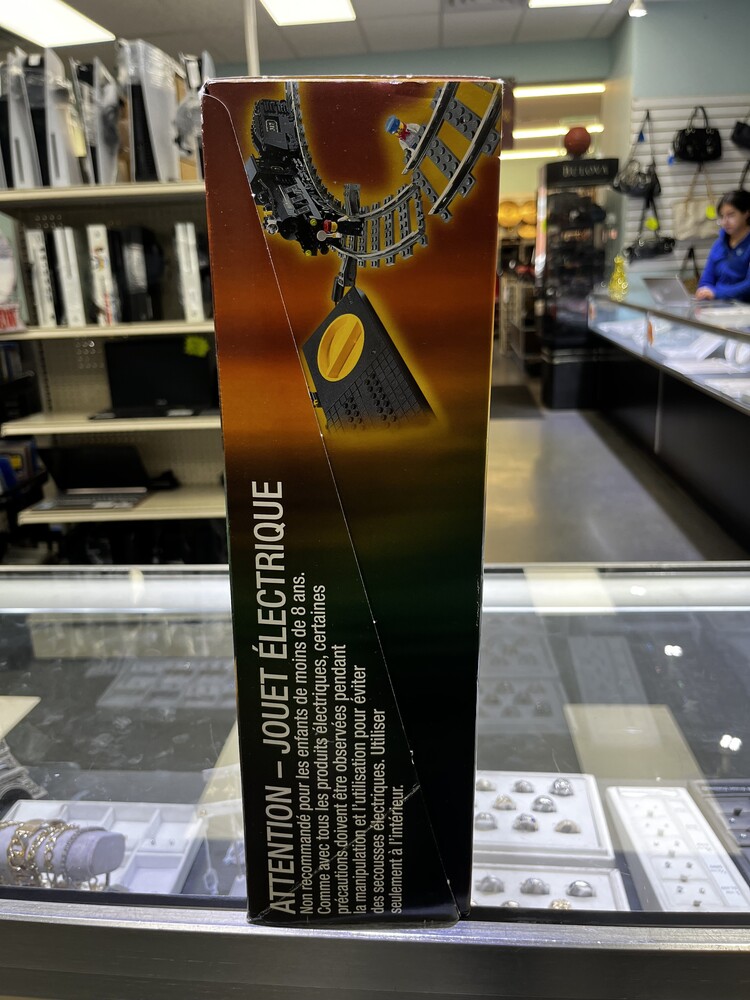 ATTENTION – JOUET ÉLECTRIQUE
Non recommandé pour les enfants de moins de 8 ans.
Comme avec tous les produits électriques, certaines
précautions doivent être observées pendant
la manipulation et l'utilisation pour éviter
des secousses électriques. Utiliser
seulement à l'intérieur.
BULOVA